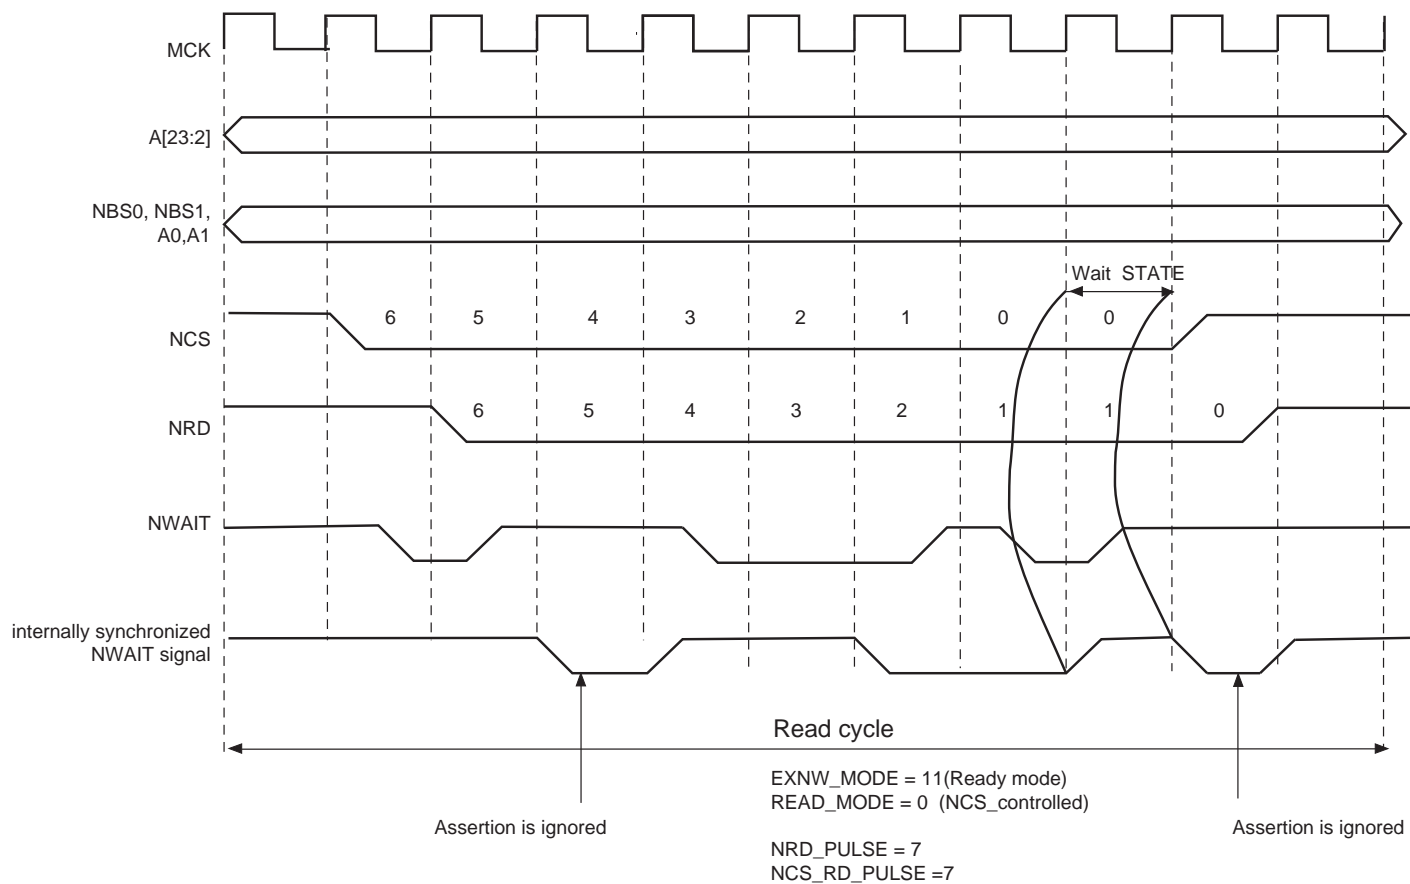 MCK
A[23:2]
NBS0, NBS1,
A0,A1
Wait STATE
NCS
6 5 4 3 2 1 0 0
NRD
6 5 4 3 2 1 1 0
NWAIT
internally synchronized
NWAIT signal
Read cycle
EXNW_MODE = 11(Ready mode)
READ_MODE = 0 (NCS_controlled)
Assertion is ignored
Assertion is ignored
NRD_PULSE = 7
NCS_RD_PULSE =7